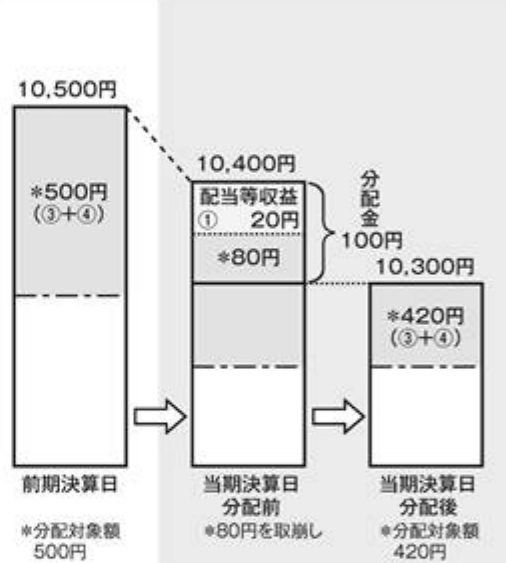 10,500円
*500円
(③+④)
前期決算日
*分配対象額
500円
10,400円
配当等収益
① 20円
*80円
分配金
100円
当期決算日
分配前
*80円を取崩し
10,300円
*420円
(③+④)
当期決算日
分配後
*分配対象額
420円